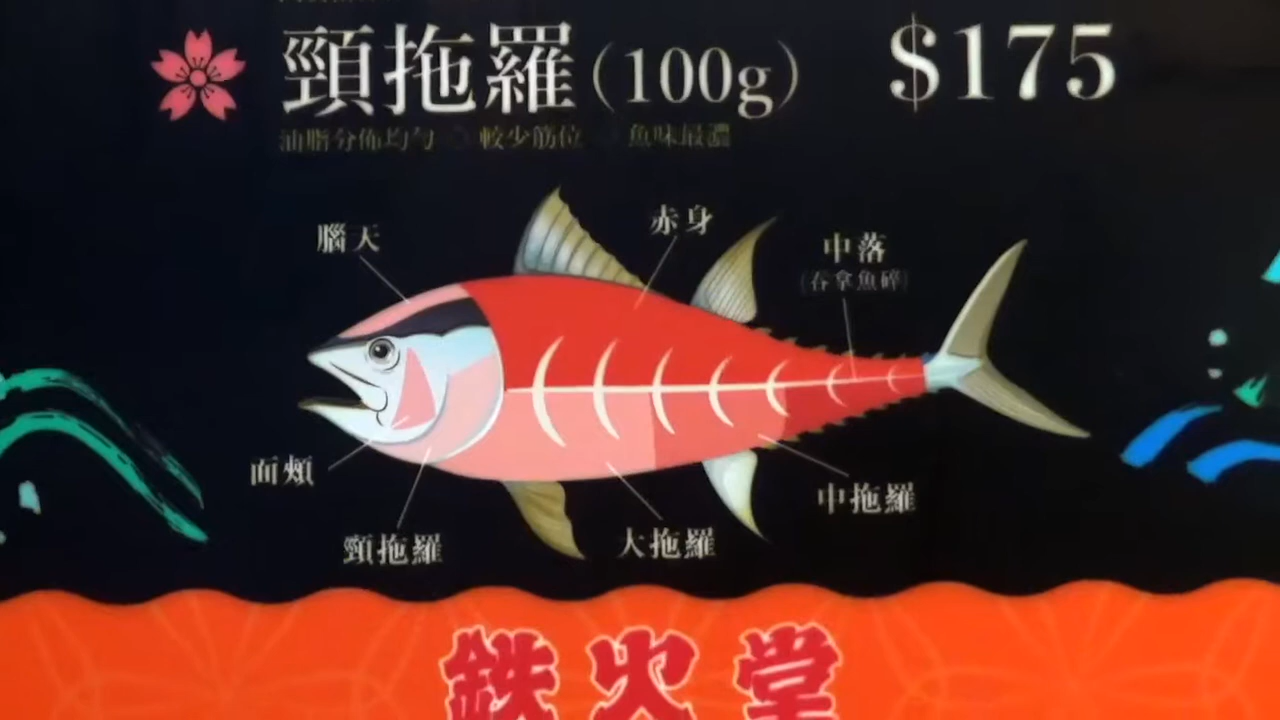 頸拖羅(100g) $175
油脂分佈均勻 較少筋位 魚味最濃
腦天
赤身
中落
(吞拿魚碎)
面頰
中拖羅
頸拖羅
大拖羅
鉄火堂